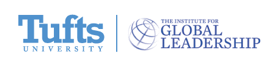 Tufts
UNIVERSITY
THE INSTITUTE FOR
GLOBAL
LEADERSHIP